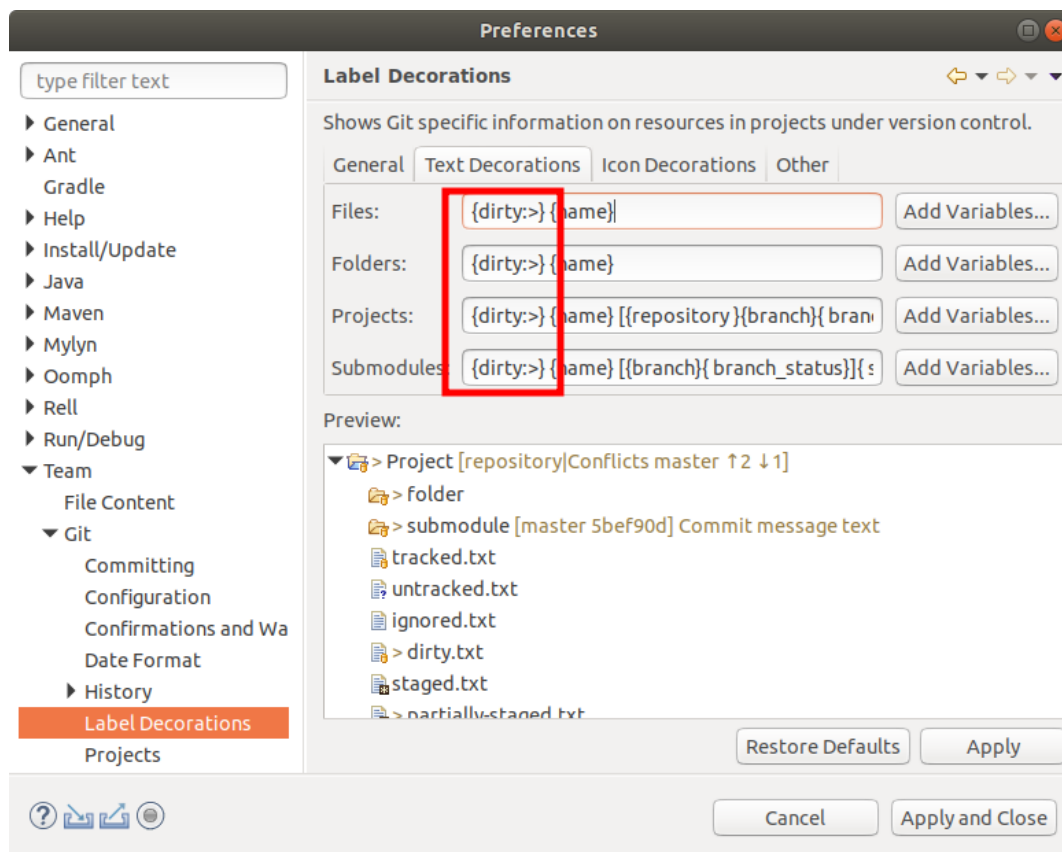 Preferences
type filter text
General
Ant
Gradle
Help
Install/Update
Java
Maven
Mylyn
Oomph
Rell
Run/Debug
Team
File Content
Git
Committing
Configuration
Confirmations and Wa
Date Format
History
Label Decorations
Projects
Label Decorations
Shows Git specific information on resources in projects under version control.
General Text Decorations Icon Decorations Other
Files: {dirty:>} {name} Add Variables...
Folders: {dirty:>} {name} Add Variables...
Projects: {dirty:>} {name} [{repository }{branch}{ bran Add Variables...
Submodules: {dirty:>} {name} [{branch}{ branch_status}]{ s Add Variables...
Preview:
> Project [repository|Conflicts master ↑2 ↓1]
> folder
> submodule [master 5bef90d] Commit message text
tracked.txt
untracked.txt
ignored.txt
> dirty.txt
staged.txt
> partially-staged.txt
Restore Defaults Apply
Cancel Apply and Close